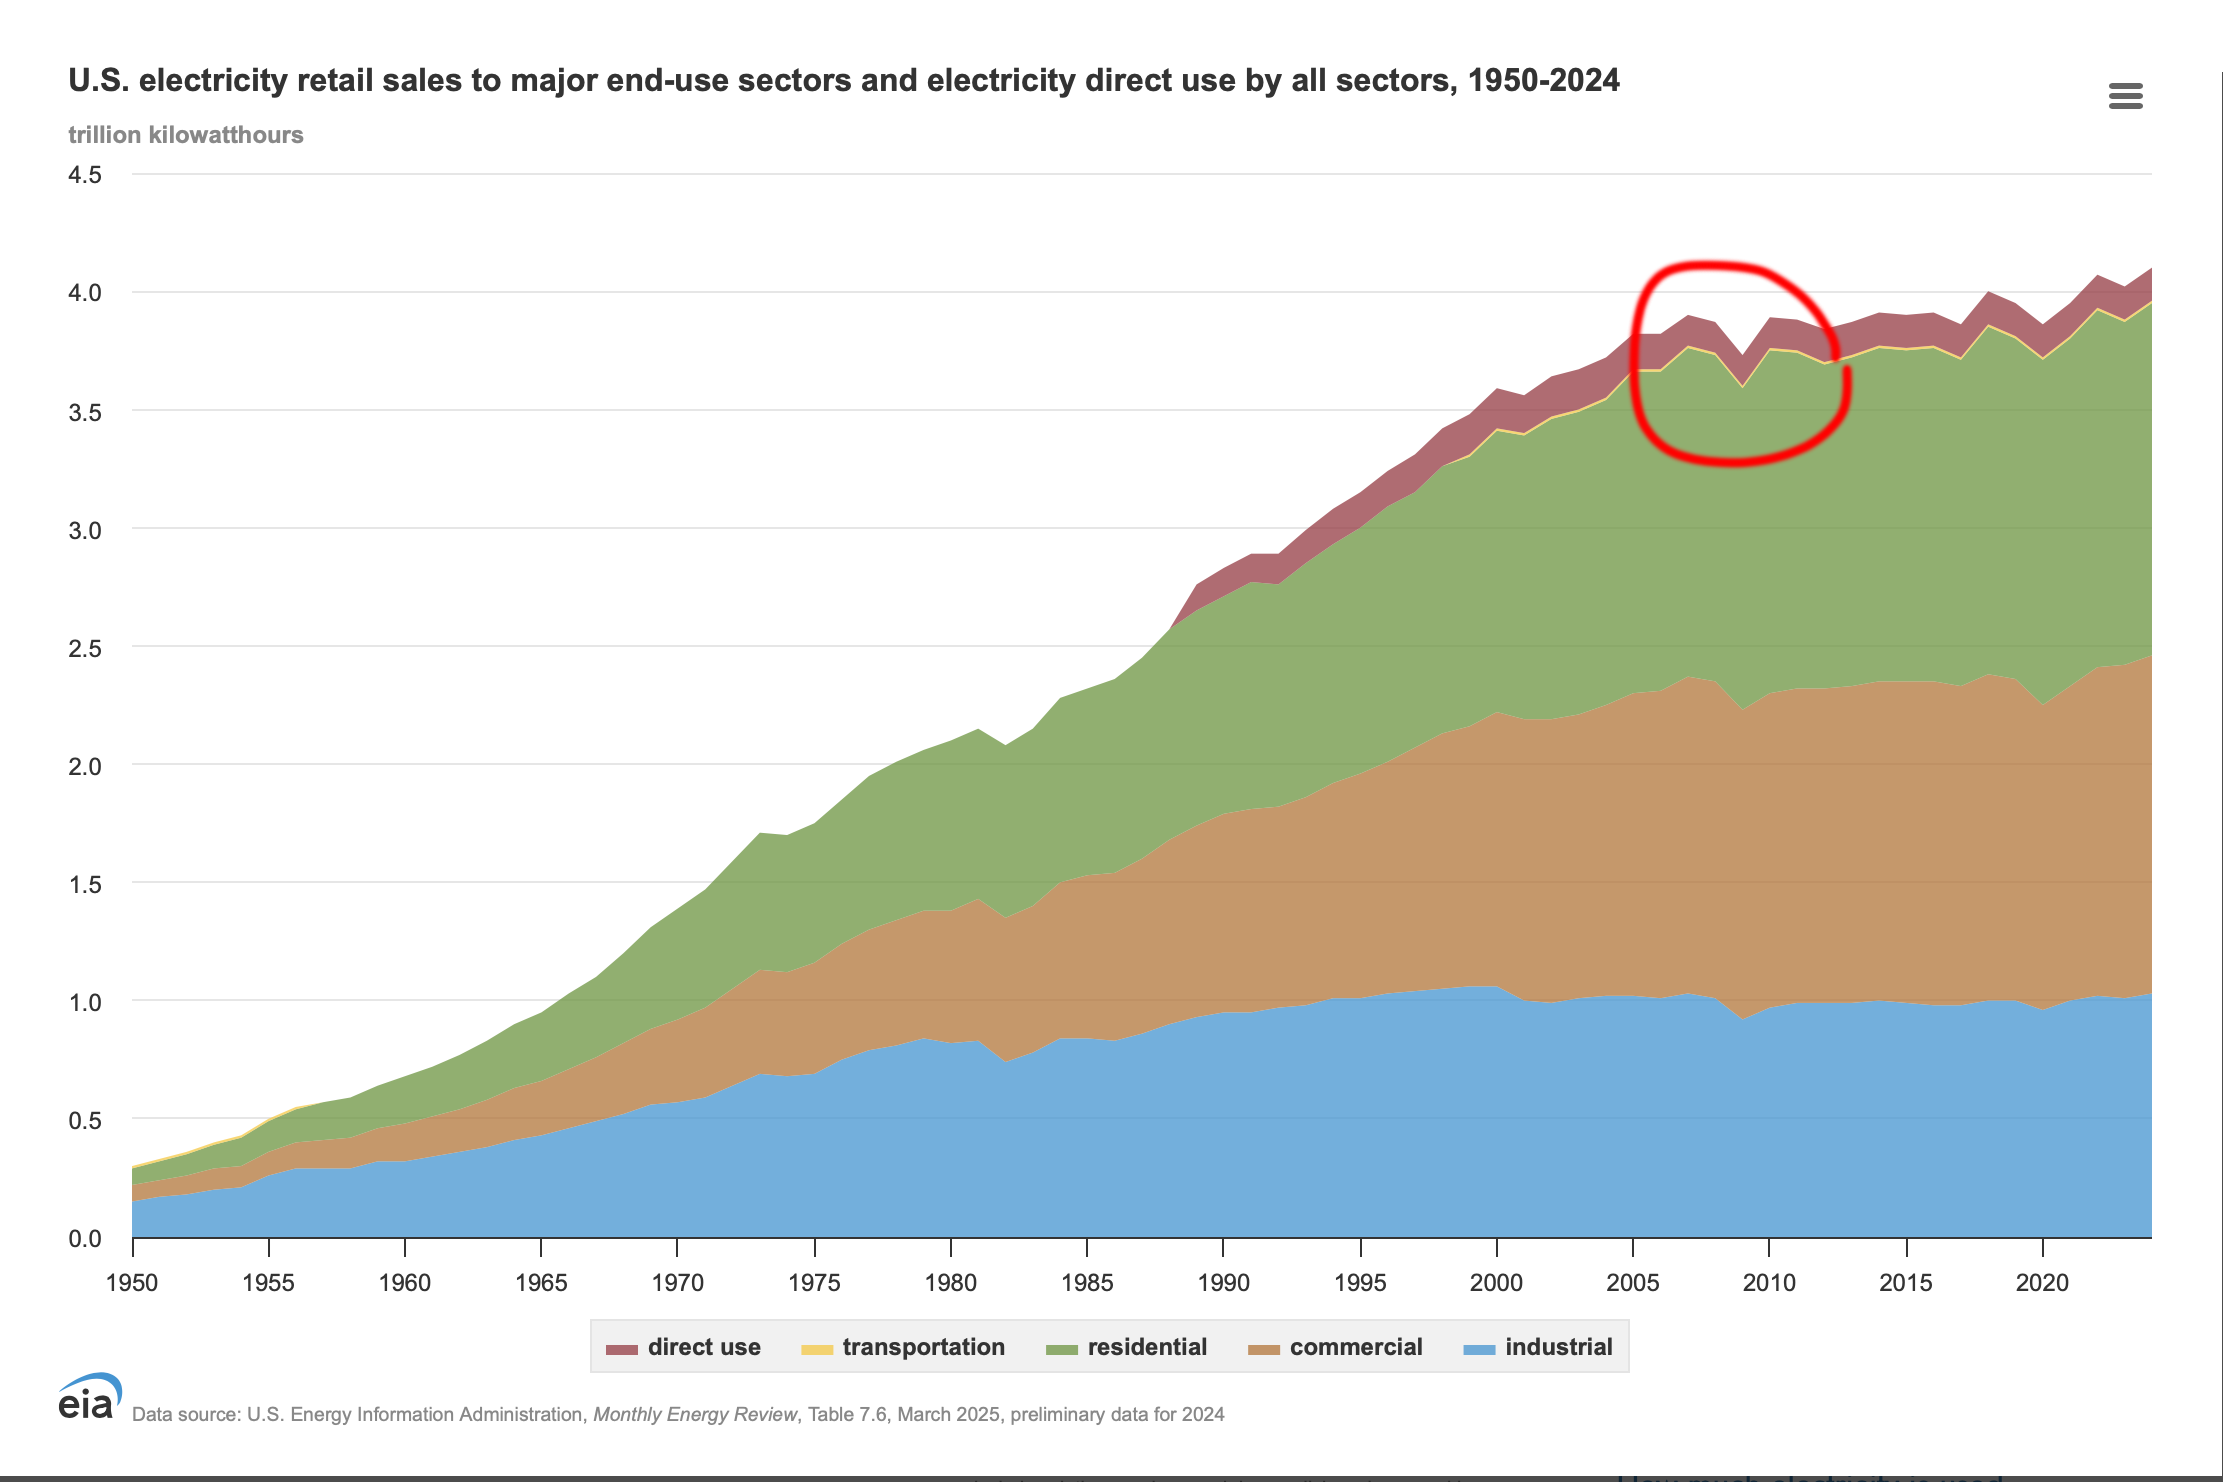 U.S. electricity retail sales to major end-use sectors and electricity direct use by all sectors, 1950-2024
trillion kilowatthours
4.5
4.0
3.5
3.0
2.5
2.0
1.5
1.0
0.5
0.0
1950 1955 1960 1965 1970 1975 1980 1985 1990 1995 2000 2005 2010 2015 2020
direct use transportation residential commercial industrial
eia
Data source: U.S. Energy Information Administration, Monthly Energy Review, Table 7.6, March 2025, preliminary data for 2024